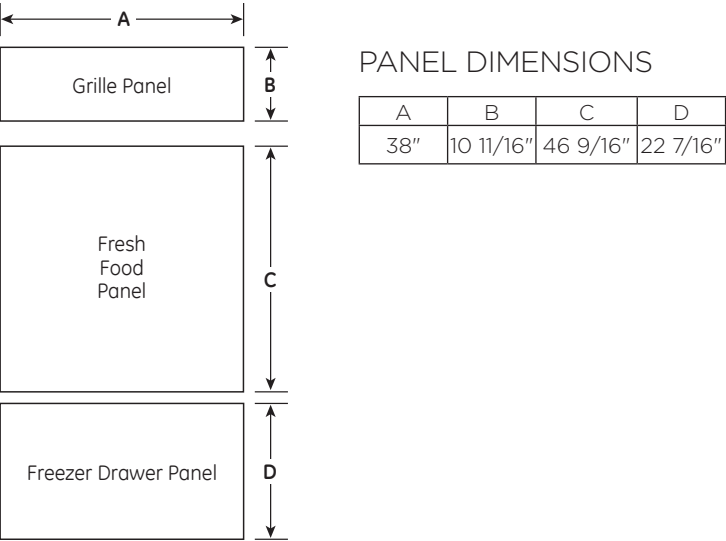 A
Grille Panel
B
Fresh
Food
Panel
C
Freezer Drawer Panel
D
PANEL DIMENSIONS
A B C D
38" 10 11/16" 46 9/16" 22 7/16"